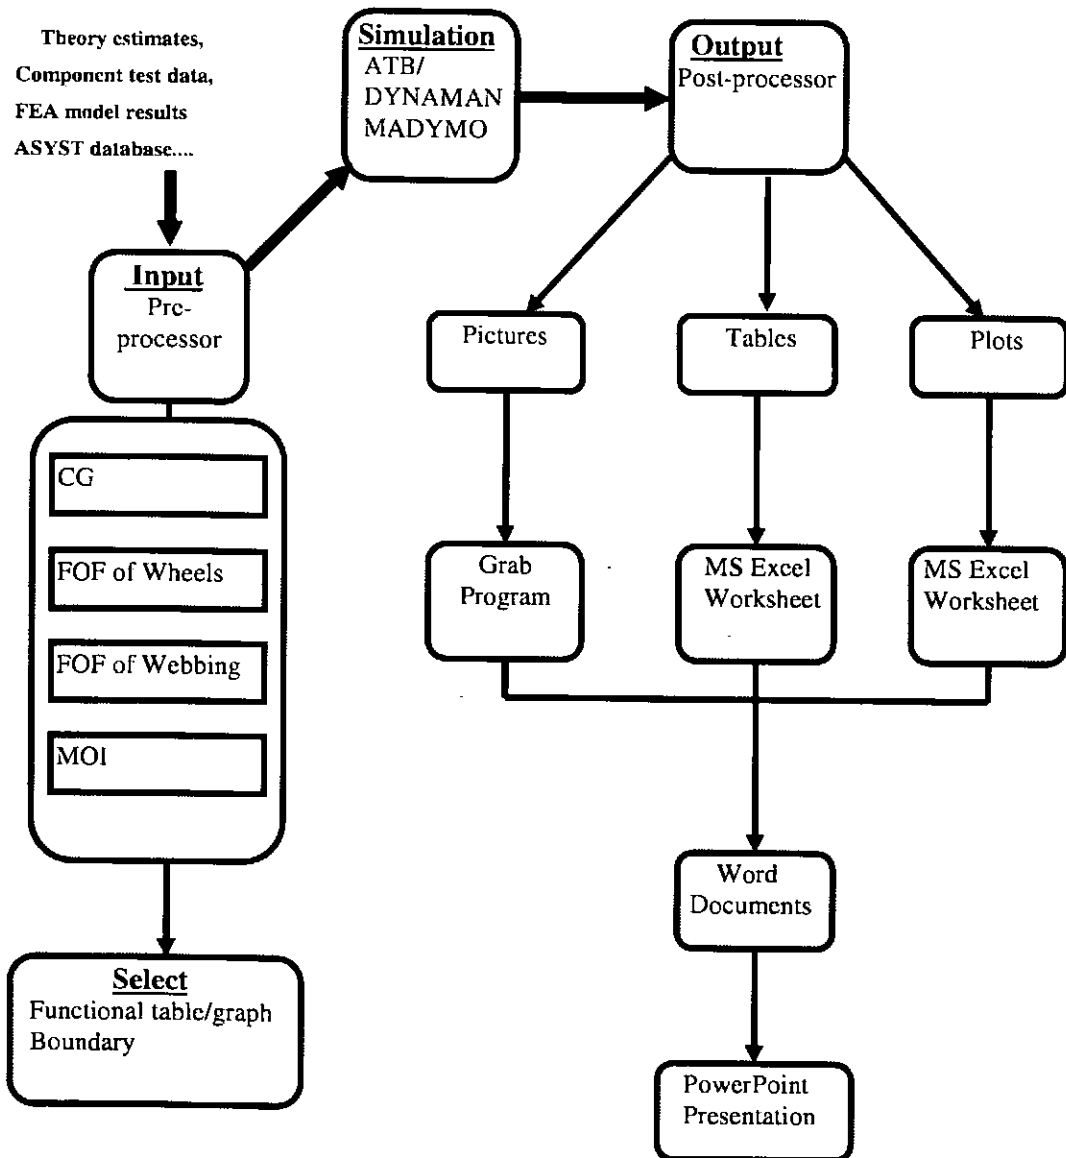 Theory estimates,
Component test data,
FEA model results
ASYST database....
Simulation
ATB/
DYNAMAN
MADYMO
Output
Post-processor
Input
Pre-
processor
Pictures
Tables
Plots
CG
FOF of Wheels
FOF of Webbing
MOI
Grab
Program
MS Excel
Worksheet
MS Excel
Worksheet
Word
Documents
Select
Functional table/graph
Boundary
PowerPoint
Presentation